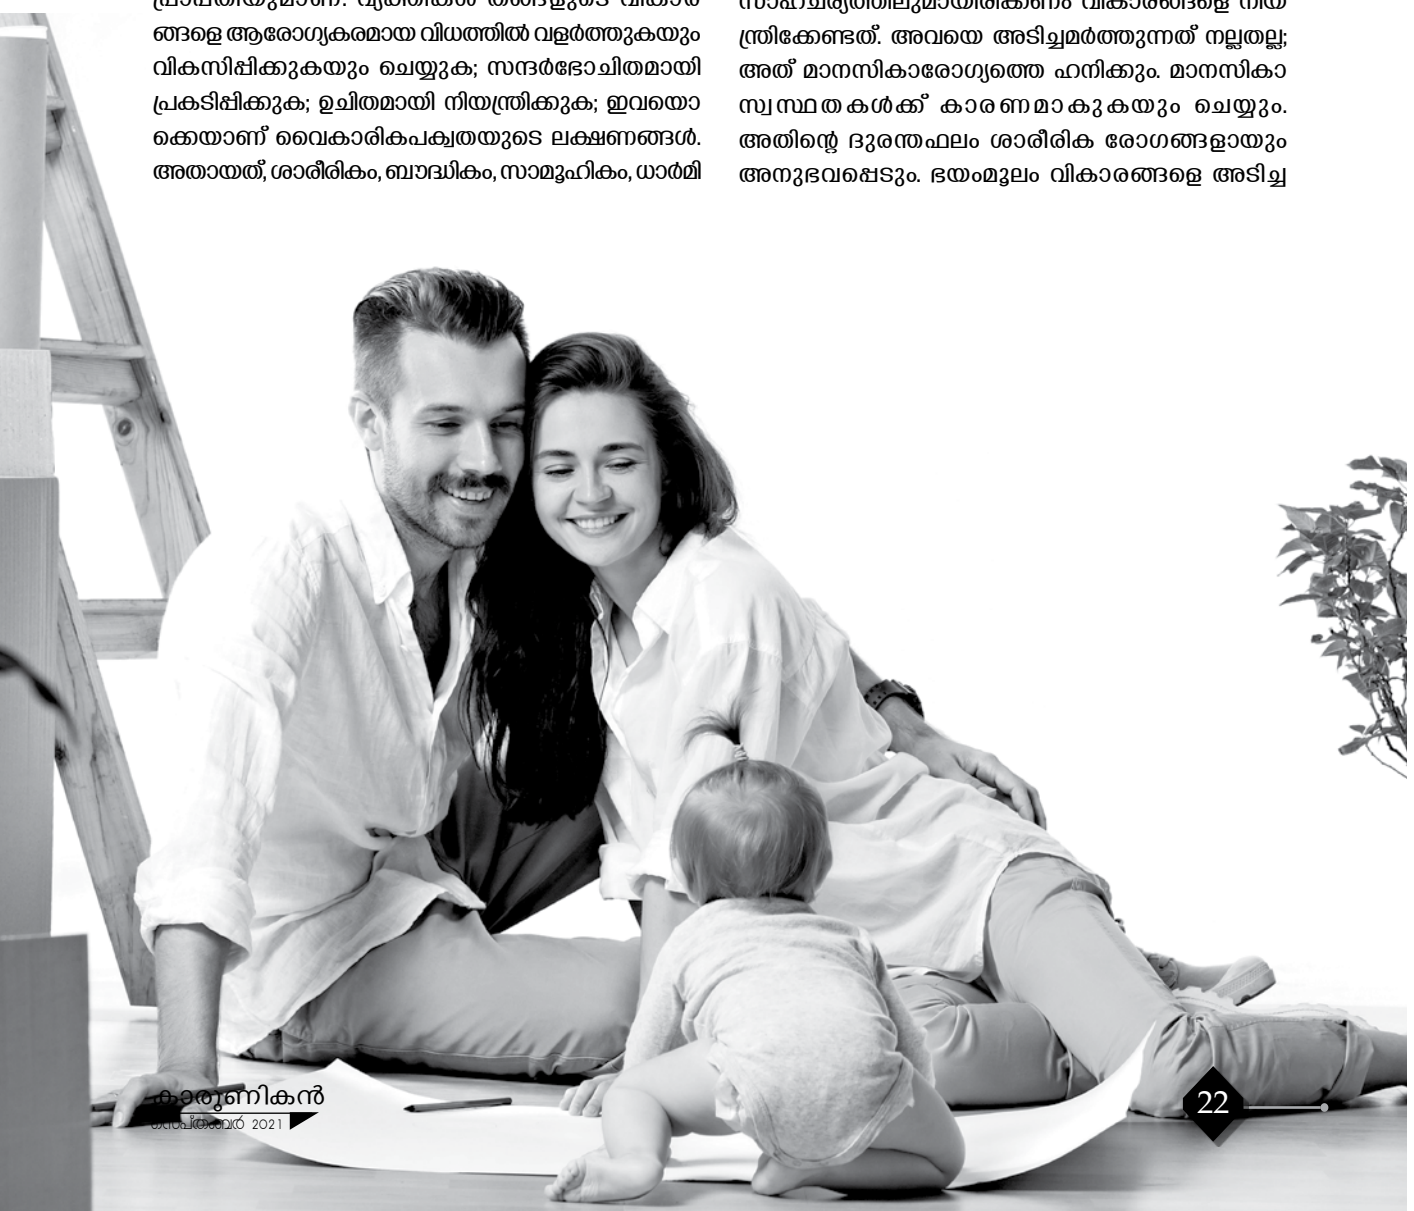 ങ്ങളെ ആരോഗ്യകരമായ വിധത്തിൽ വളർത്തുകയും
വികസിപ്പിക്കുകയും ചെയ്യുക; സന്ദർഭോചിതമായി
പ്രകടിപ്പിക്കുക; ഉചിതമായി നിയന്ത്രിക്കുക; ഇവയൊ
ക്കെയാണ് വൈകാരികപക്വതയുടെ ലക്ഷണങ്ങൾ.
അതായത്, ശാരീരികം, ബൗദ്ധികം, സാമൂഹികം, ധാർമി
ന്ത്രിക്കേണ്ടത്. അവയെ അടിച്ചമർത്തുന്നത് നല്ലതല്ല;
അത് മാനസികാരോഗ്യത്തെ ഹനിക്കും. മാനസികാ
സ്വസ്ഥതകൾക്ക് കാരണമാകുകയും ചെയ്യും.
അതിന്റെ ദുരന്തഫലം ശാരീരിക രോഗങ്ങളായും
അനുഭവപ്പെടും. ഭയംമൂലം വികാരങ്ങളെ അടിച്ച
കാരുണികൻ
സെപ്തംബർ 2021
22